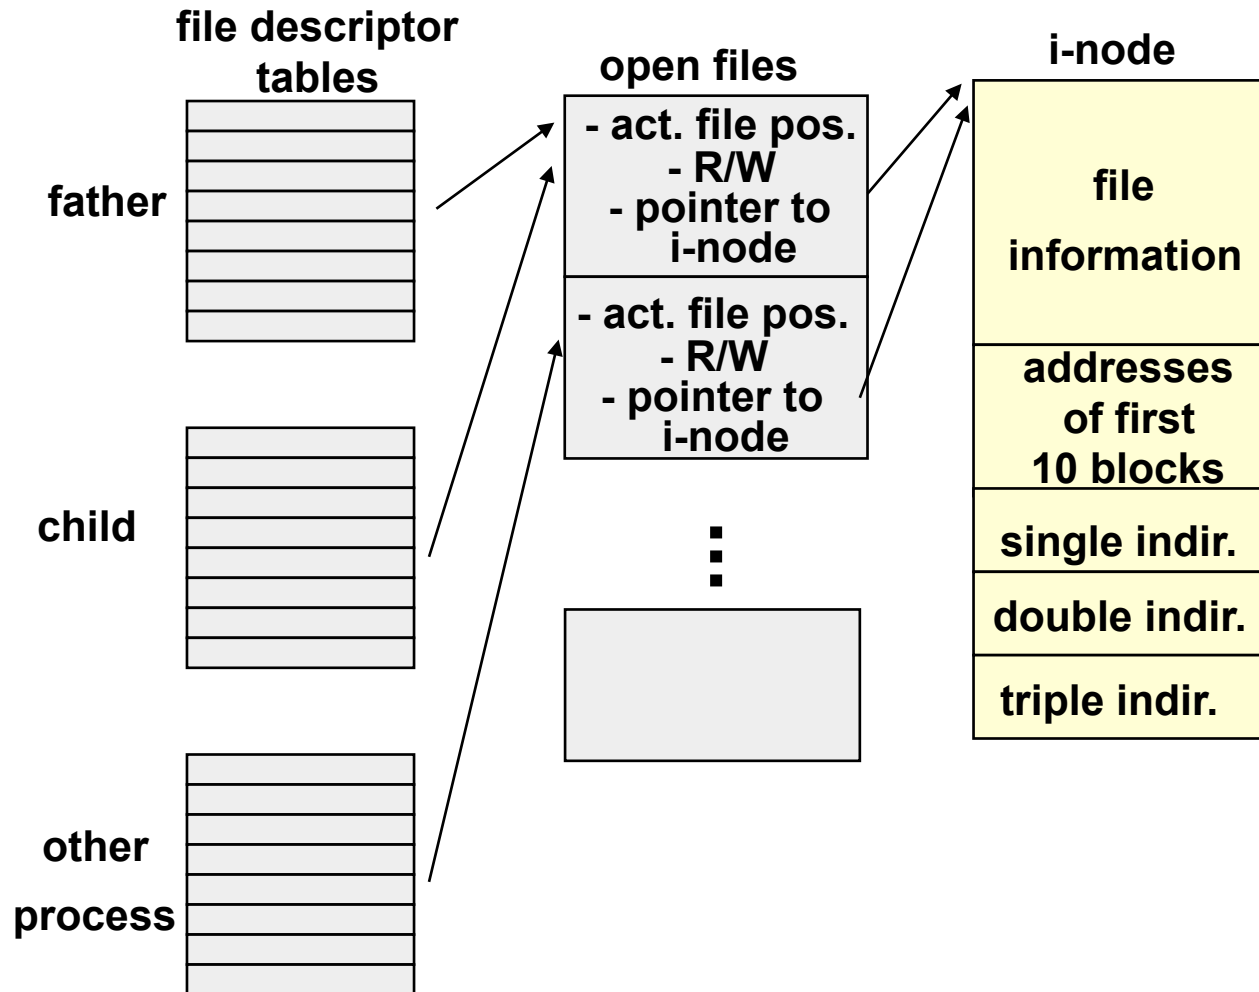 file descriptor
tables
father
child
other
process
open files
- act. file pos.
- R/W
- pointer to
i-node
- act. file pos.
- R/W
- pointer to
i-node
i-node
file
information
addresses
of first
10 blocks
single indir.
double indir.
triple indir.